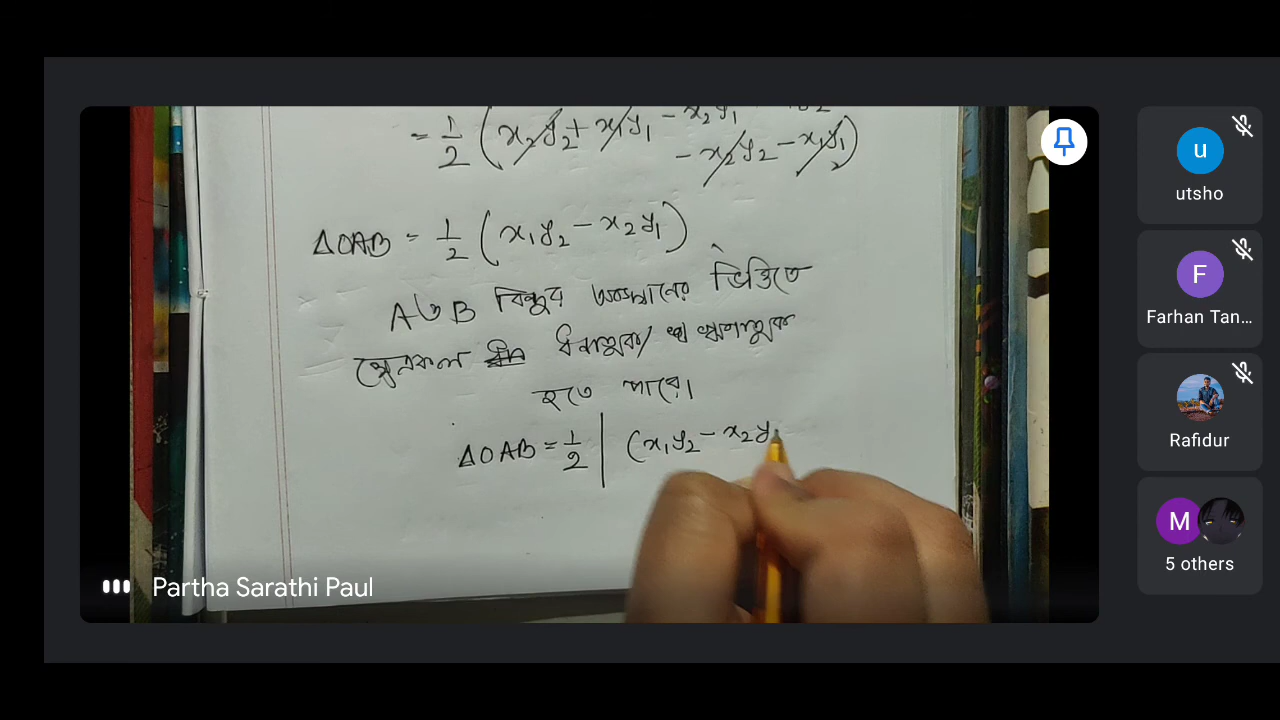 = 1/2 (x₂y₂ + x₁y₁ - x₂y₁
- x₂y₂ - x₁y₁)
ΔOAB = 1/2 (x₁y₂ - x₂y₁)
A ও B বিন্দুর অবস্থানের ভিত্তিতে
ক্ষেত্রফল ধনাত্মক/ ঋণাত্মক
হতে পারে।
ΔOAB = 1/2 | (x₁y₂ - x₂y
Partha Sarathi Paul
u
utsho
F
Farhan Tan...
Rafidur
M
5 others